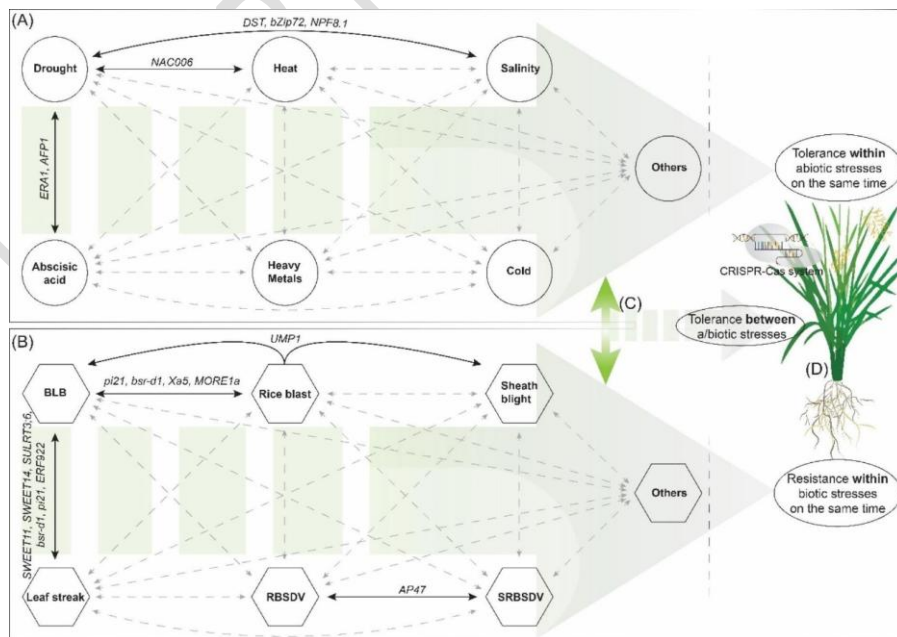 (A)
DST, bZip72, NPF8.1
Drought
NAC006
Heat
Salinity
ERA1, AFP1
Others
Abscisic
acid
Heavy
Metals
Cold
Tolerance within
abiotic stresses
on the same time
CRISPR-Cas system
(C)
Tolerance between
a/biotic stresses
(B)
UMP1
BLB
pi21, bsr-d1, Xa5, MORE1a
Rice blast
Sheath
blight
(D)
SWEET11, SWEET14, SULRT3;6,
bsr-d1, pi21, ERF922
Others
Resistance within
biotic stresses
on the same time
Leaf streak
RBSDV
AP47
SRBSDV